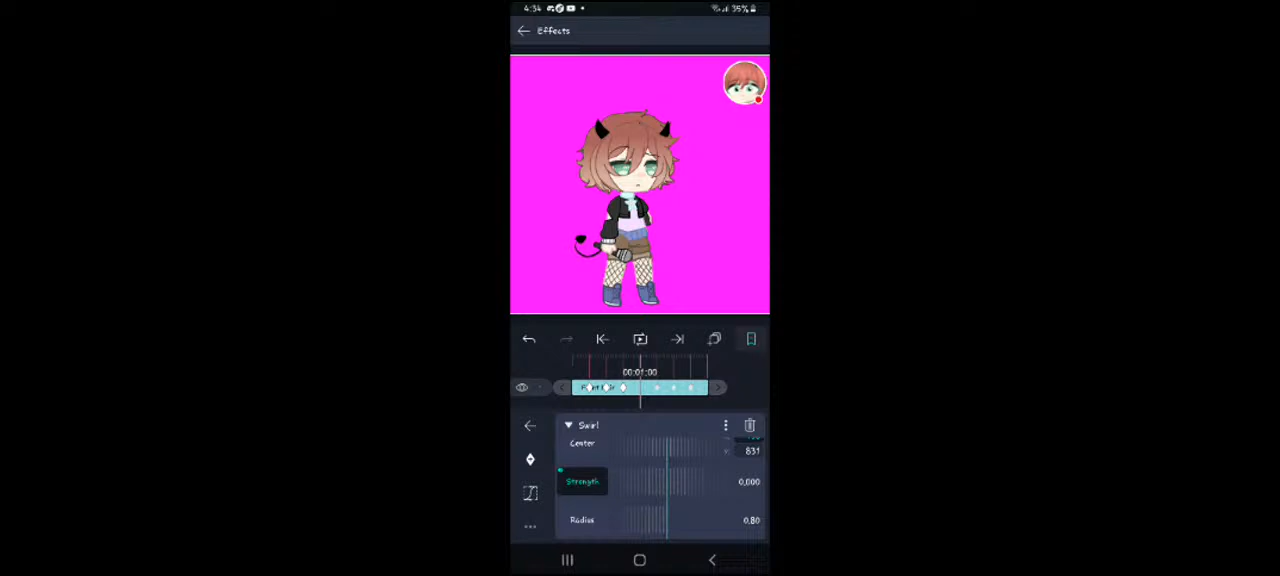 4:34
35%
Effects
00:01:00
Swirl
Center
y: 831
Strength
0,000
Radius
0,80